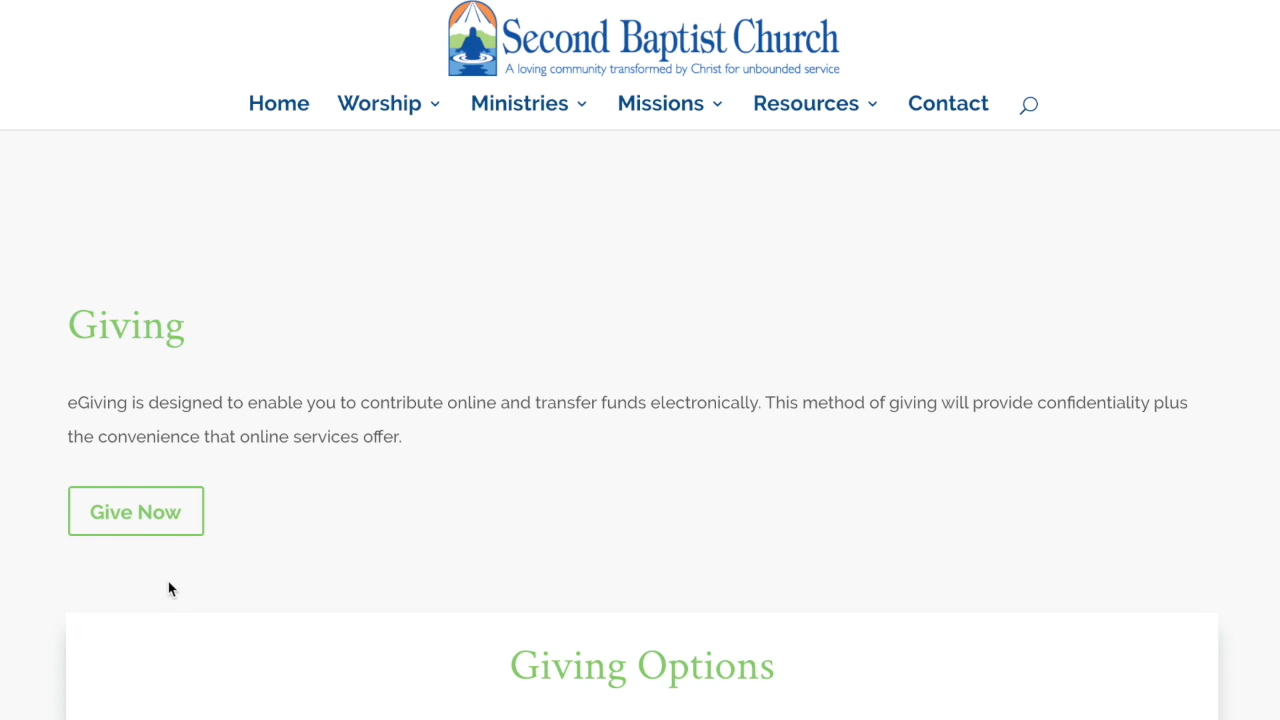 Second Baptist Church
A loving community transformed by Christ for unbounded service
Home Worship Ministries Missions Resources Contact
Giving
eGiving is designed to enable you to contribute online and transfer funds electronically. This method of giving will provide confidentiality plus
the convenience that online services offer.
Give Now
Giving Options